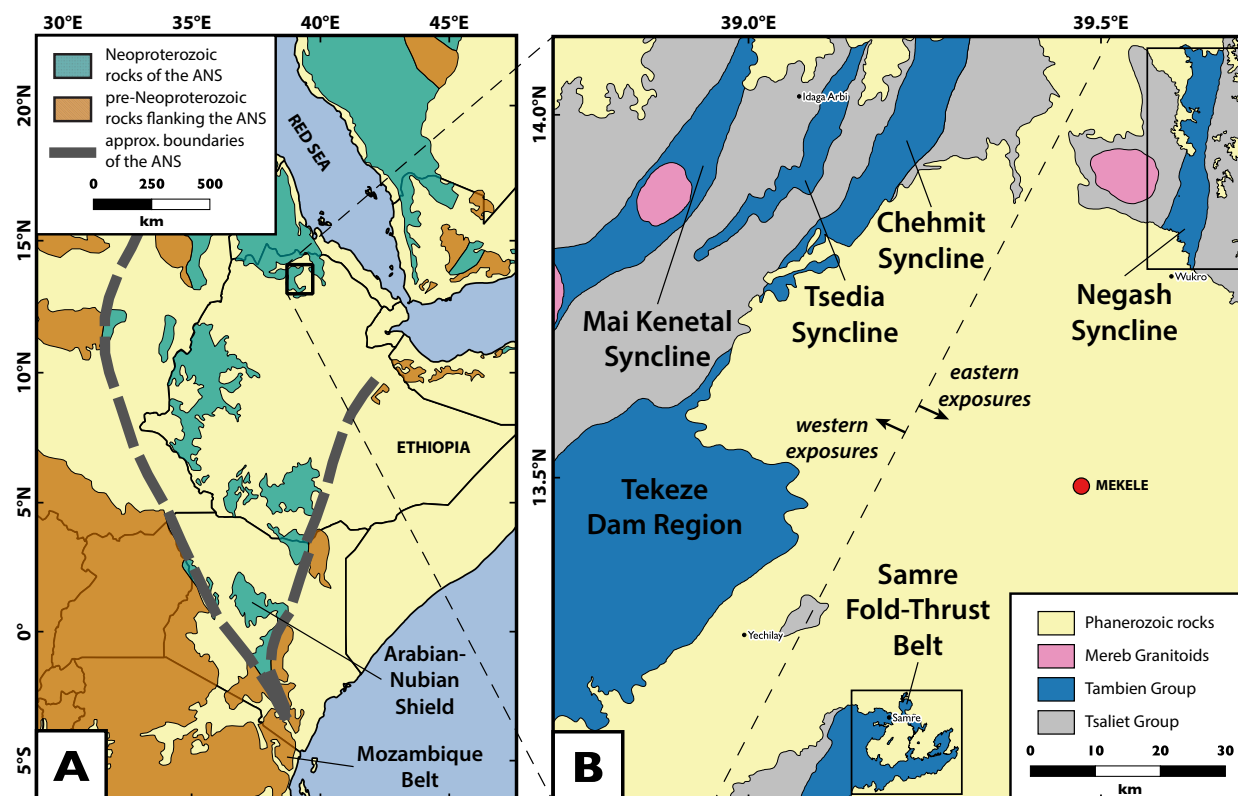 30°E
35°E
40°E
45°E
Neoproterozoic
rocks of the ANS
pre-Neoproterozoic
rocks flanking the ANS
approx. boundaries
of the ANS
0
250
500
km
20°N
15°N
10°N
5°N
0°
5°S
RED SEA
ETHIOPIA
Arabian-
Nubian
Shield
Mozambique
Belt
A
39.0°E
39.5°E
14.0°N
13.5°N
Idaga Arbi
Chehmit
Syncline
Tsedia
Syncline
Mai Kenetal
Syncline
Negash
Syncline
Wukro
eastern
exposures
western
exposures
MEKELE
Tekeze
Dam Region
Samre
Fold-Thrust
Belt
Yechilay
Samre
B
Phanerozoic rocks
Mereb Granitoids
Tambien Group
Tsaliet Group
0
10
20
30
km